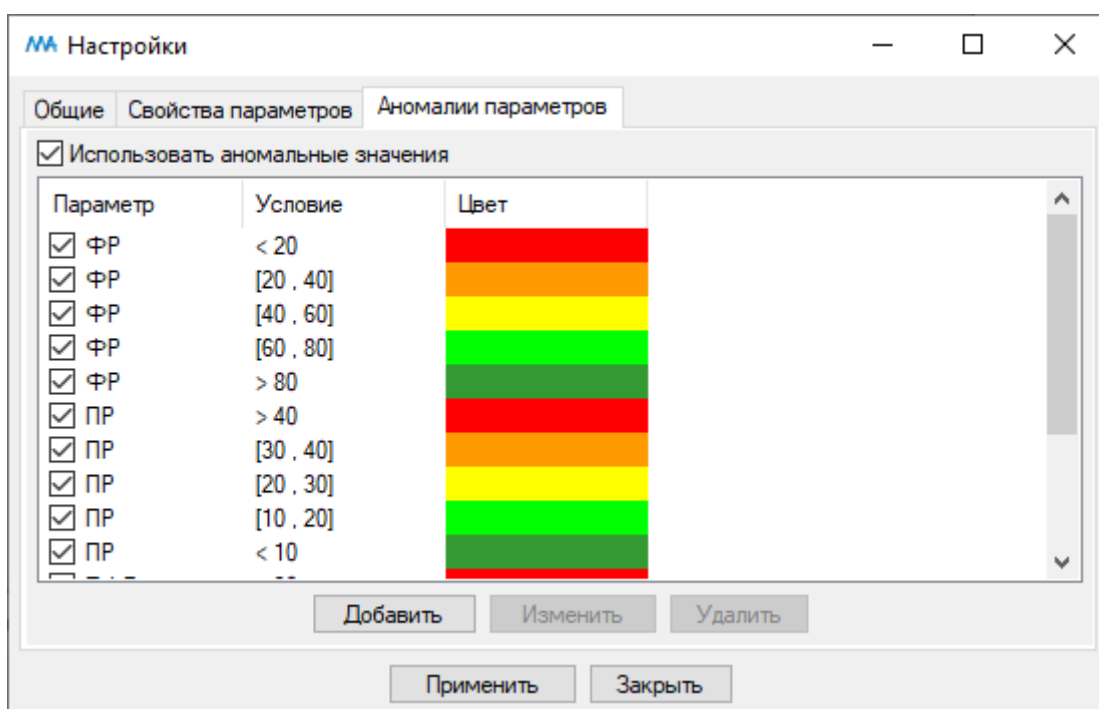 Настройки
Общие Свойства параметров Аномалии параметров
Использовать аномальные значения
Параметр Условие Цвет
ФР < 20
ФР [20 , 40]
ФР [40 , 60]
ФР [60 , 80]
ФР > 80
ПР > 40
ПР [30 , 40]
ПР [20 , 30]
ПР [10 , 20]
ПР < 10
Добавить Изменить Удалить
Применить Закрыть